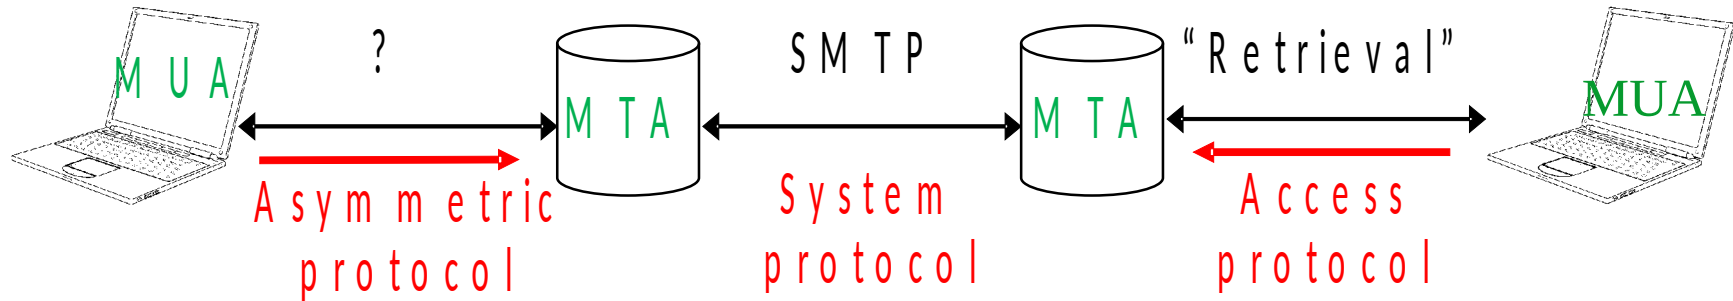 ?
SMTP
“Retrieval”
MUA
MTA
MTA
MUA
Asymmetric
protocol
System
protocol
Access
protocol